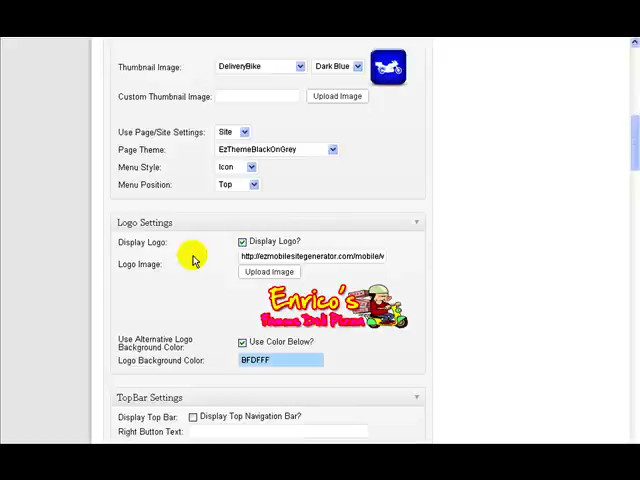 Thumbnail Image: DeliveryBike Dark Blue
Custom Thumbnail Image: Upload Image
Use Page/Site Settings: Site
Page Theme: EzThemeBlackOnGrey
Menu Style: Icon
Menu Position: Top
Logo Settings
Display Logo: Display Logo?
http://ezmobilesitegenerator.com/mobile/v
Logo Image:
Upload Image
Enrico's
Famous Deli Pizzas
Use Alternative Logo
Background Color: Use Color Below?
Logo Background Color: BFDFFF
TopBar Settings
Display Top Bar: Display Top Navigation Bar?
Right Button Text: